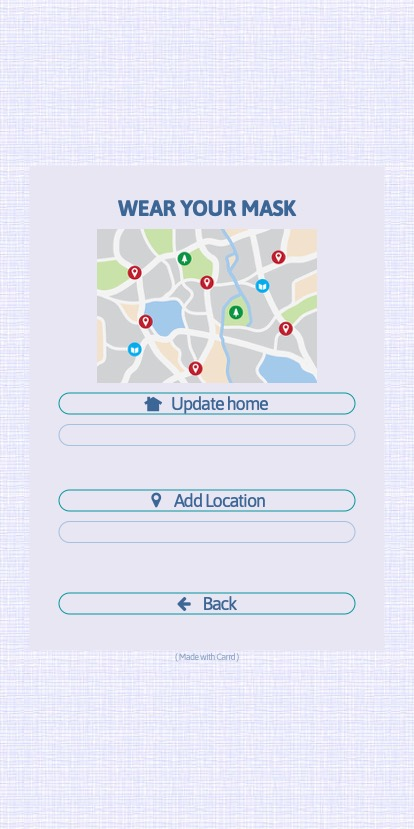 WEAR YOUR MASK
Update home
Add Location
Back
( Made with Carrd )